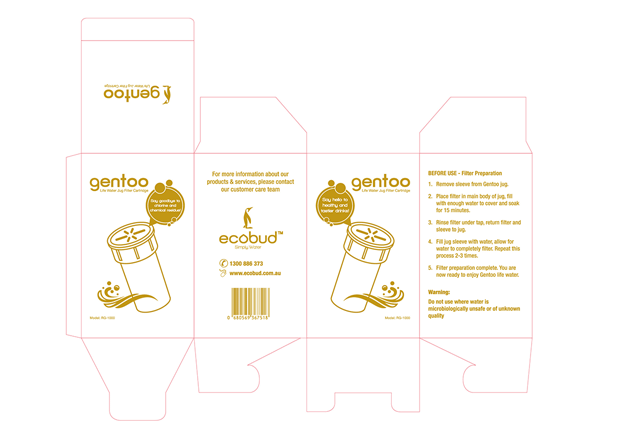 gentoo
Life Water Jug Filter Cartridge
gentoo
Life Water Jug Filter Cartridge
Say goodbye to
chlorine and
chemical residue!
Model: RG-1000
For more information about our
products & services, please contact
our customer care team
ecobud™
Simply Water
1300 886 373
www.ecobud.com.au
gentoo
Life Water Jug Filter Cartridge
Say hello to
healthy and
tastier drinks!
BEFORE USE - Filter Preparation
1. Remove sleeve from Gentoo jug.
2. Place filter in main body of jug, fill
with enough water to cover and soak
for 15 minutes.
3. Rinse filter under tap, return filter and
sleeve to jug.
4. Fill jug sleeve with water, allow for
water to completely filter. Repeat this
process 2-3 times.
5. Filter preparation complete. You are
now ready to enjoy Gentoo life water.
Warning:
Do not use where water is
microbiologically unsafe or of unknown
quality
Model: RG-1000